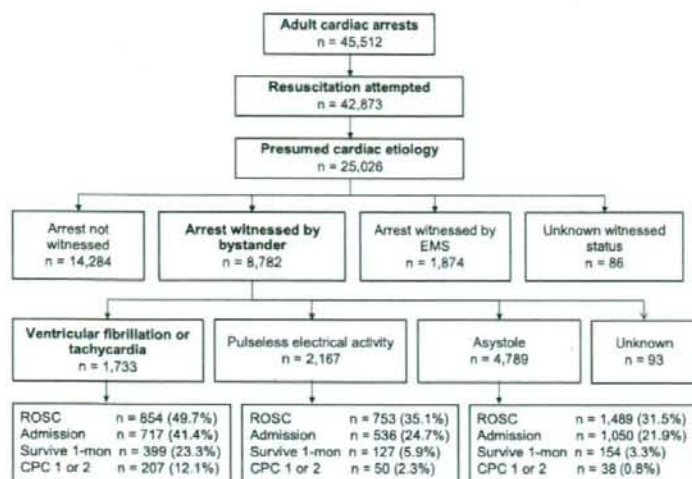 Adult cardiac arrests
n = 45,512
Resuscitation attempted
n = 42,873
Presumed cardiac etiology
n = 25,026
Arrest not
witnessed
n = 14,284
Arrest witnessed by
bystander
n = 8,782
Arrest witnessed by
EMS
n = 1,874
Unknown witnessed
status
n = 86
Ventricular fibrillation or
tachycardia
n = 1,733
Pulseless electrical activity
n = 2,167
Asystole
n = 4,789
Unknown
n = 93
ROSC n = 854 (49.7%)
Admission n = 717 (41.4%)
Survive 1-mon n = 399 (23.3%)
CPC 1 or 2 n = 207 (12.1%)
ROSC n = 753 (35.1%)
Admission n = 536 (24.7%)
Survive 1-mon n = 127 (5.9%)
CPC 1 or 2 n = 50 (2.3%)
ROSC n = 1,489 (31.5%)
Admission n = 1,050 (21.9%)
Survive 1-mon n = 154 (3.3%)
CPC 1 or 2 n = 38 (0.8%)